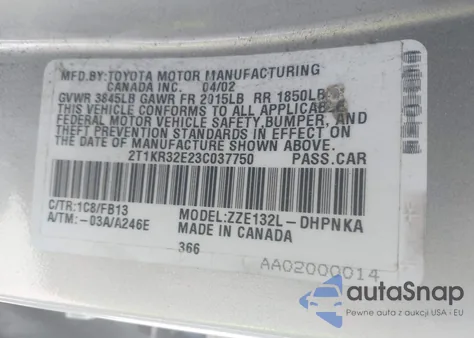 MFD.BY:TOYOTA MOTOR MANUFACTURING
CANADA INC. 04/02
GVWR 3845LB GAWR FR 2015LB RR 1850LB
THIS VEHICLE CONFORMS TO ALL APPLICABLE
FEDERAL MOTOR VEHICLE SAFETY, BUMPER, AND
THEFT PREVENTION STANDARDS IN EFFECT ON
THE DATE OF MANUFACTURE SHOWN ABOVE.
2T1KR32E23C037750 PASS.CAR
C/TR:1C8/FB13 MODEL:ZZE132L-DHPNKA
A/TM:-03A/A246E MADE IN CANADA
366
AA02000014
autoSnap
Pewne auta z aukcji USA - EU